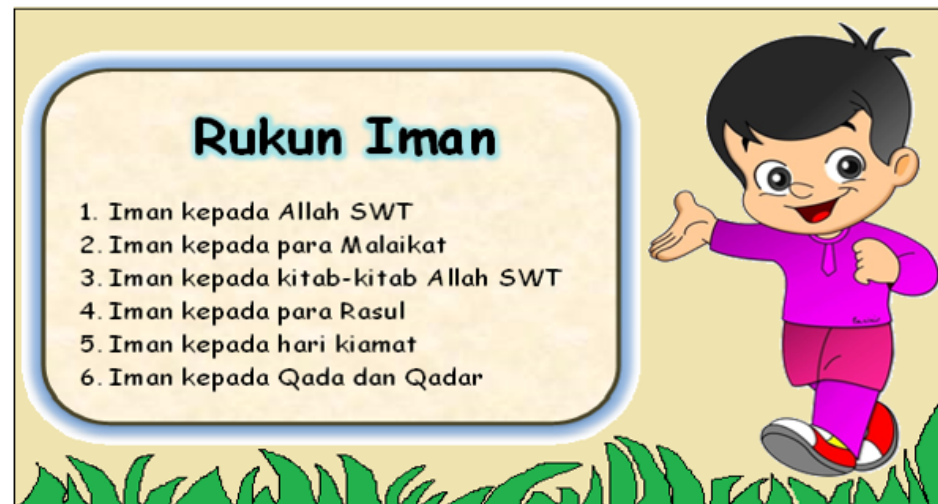 Rukun Iman
1. Iman kepada Allah SWT
2. Iman kepada para Malaikat
3. Iman kepada kitab-kitab Allah SWT
4. Iman kepada para Rasul
5. Iman kepada hari kiamat
6. Iman kepada Qada dan Qadar